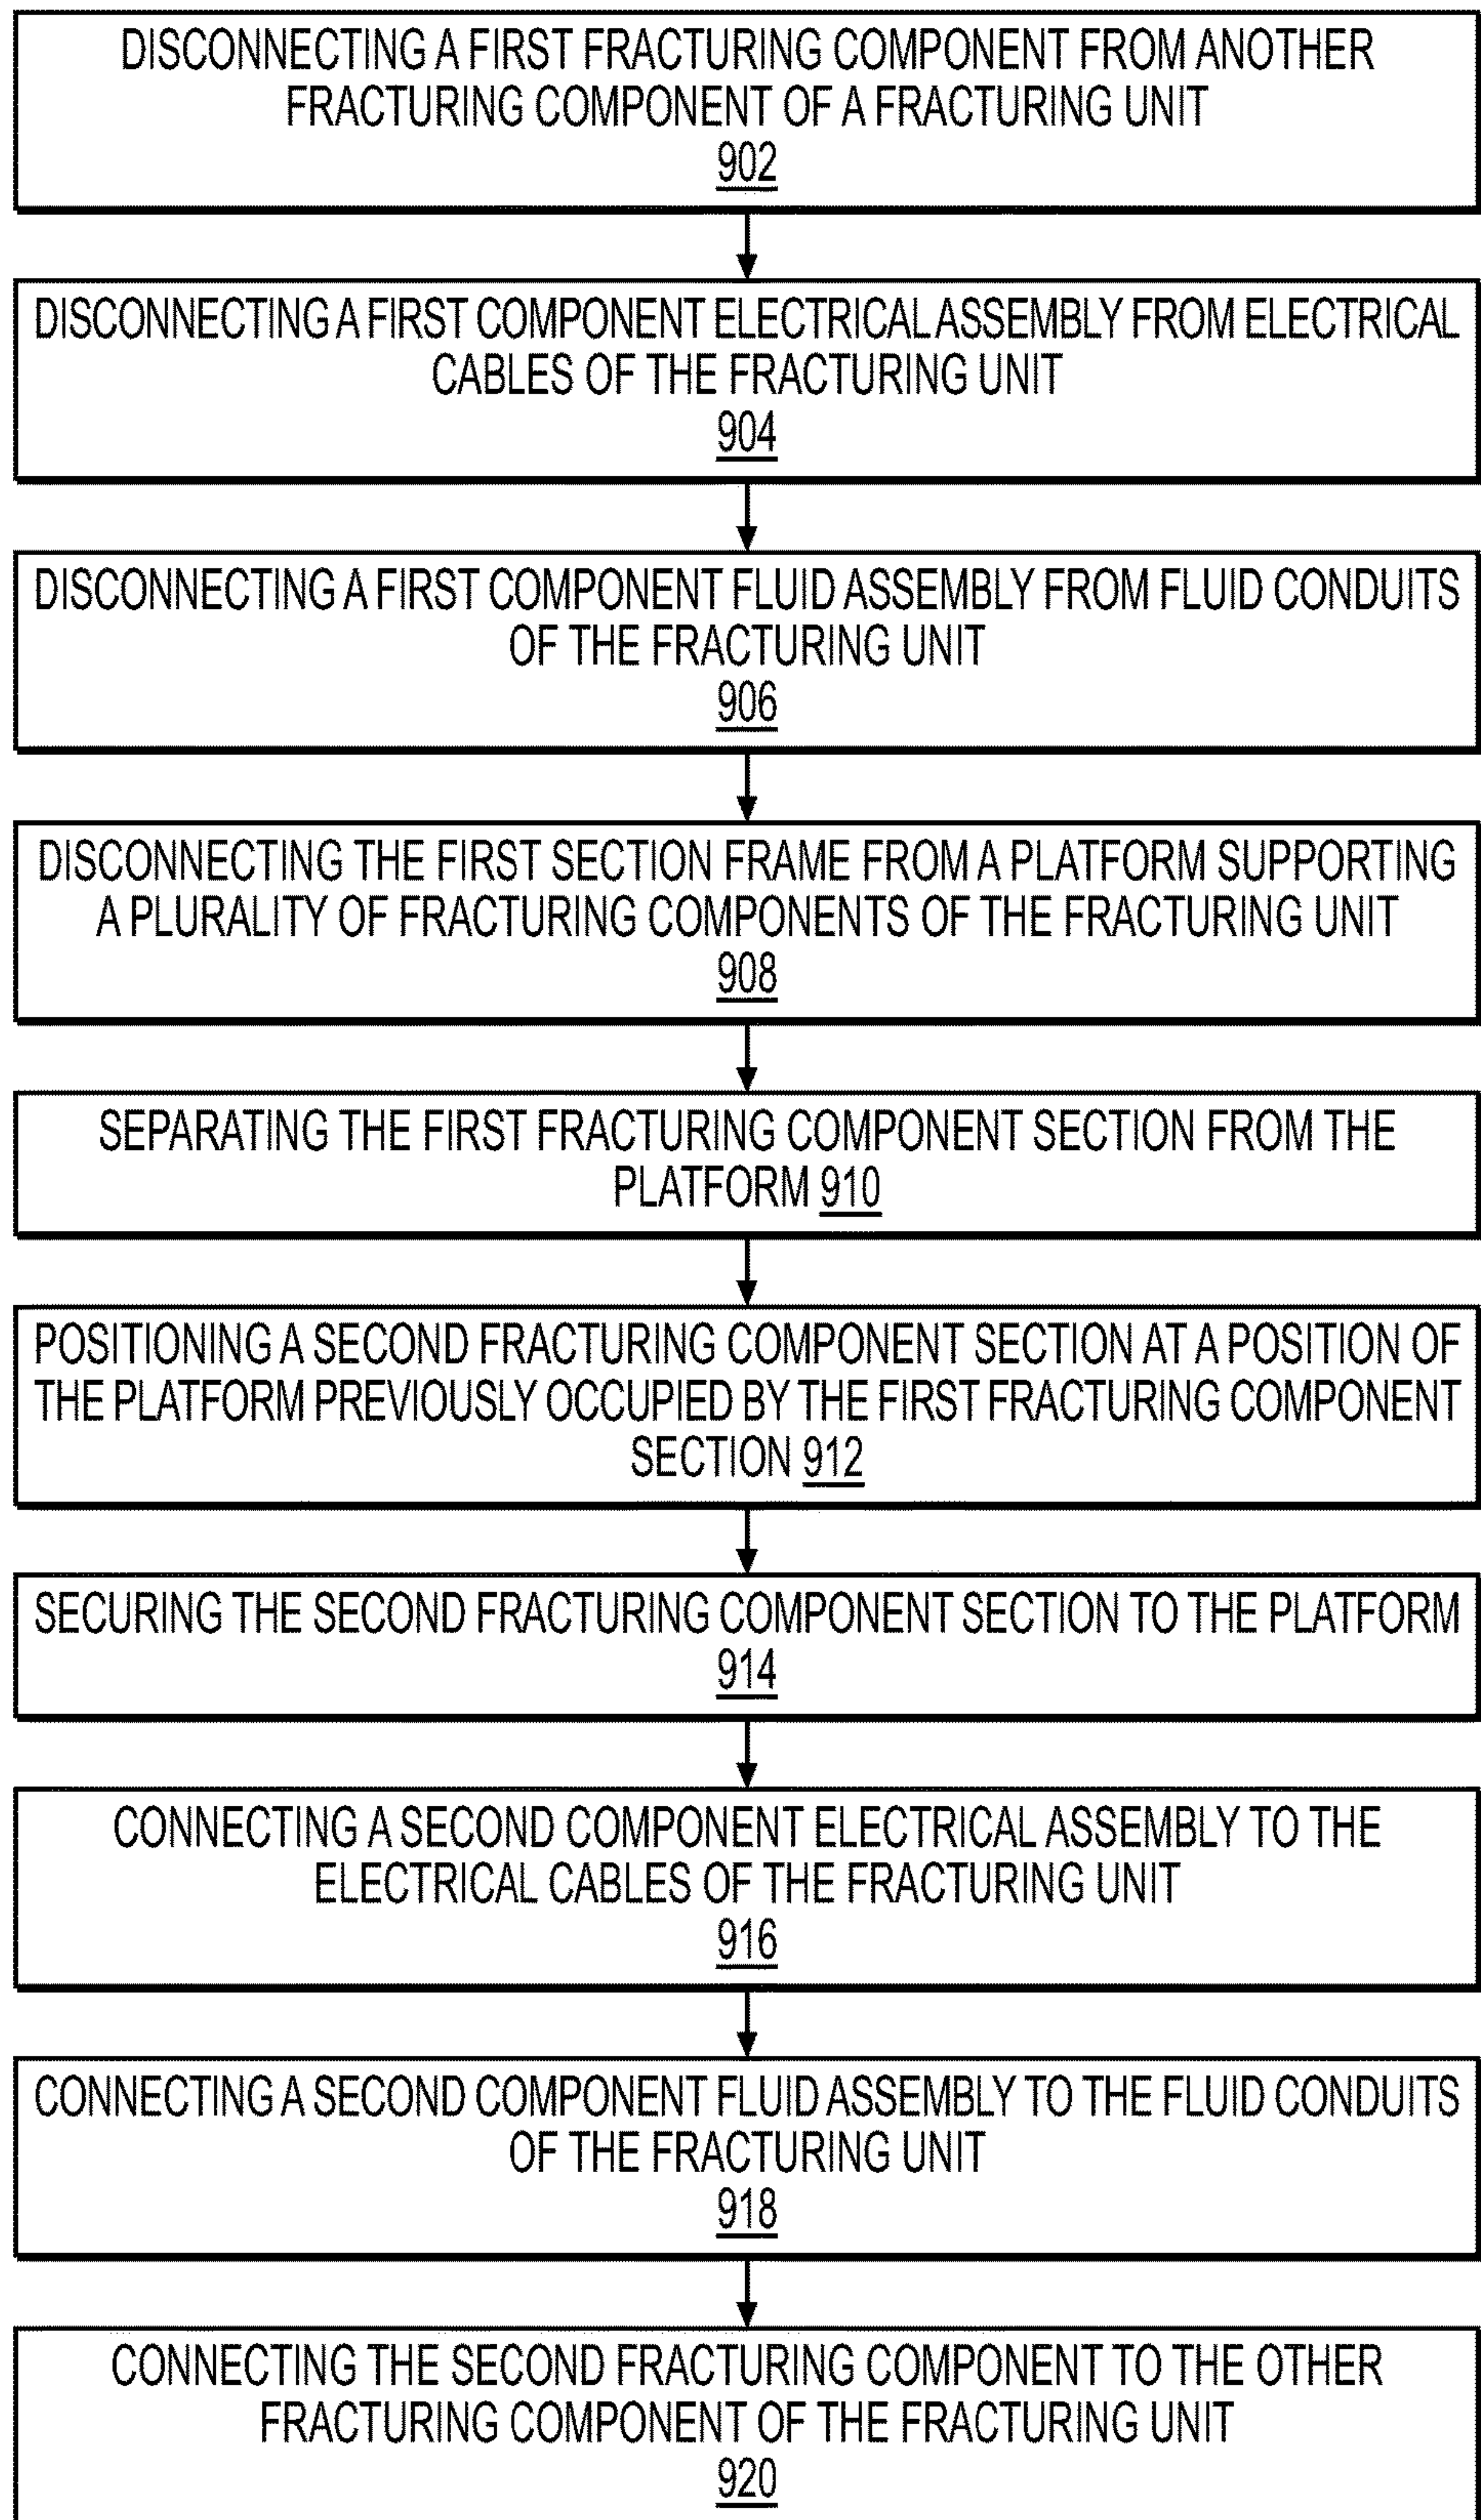 DISCONNECTING A FIRST FRACTURING COMPONENT FROM ANOTHER
FRACTURING COMPONENT OF A FRACTURING UNIT
902
DISCONNECTING A FIRST COMPONENT ELECTRICAL ASSEMBLY FROM ELECTRICAL
CABLES OF THE FRACTURING UNIT
904
DISCONNECTING A FIRST COMPONENT FLUID ASSEMBLY FROM FLUID CONDUITS
OF THE FRACTURING UNIT
906
DISCONNECTING THE FIRST SECTION FRAME FROM A PLATFORM SUPPORTING
A PLURALITY OF FRACTURING COMPONENTS OF THE FRACTURING UNIT
908
SEPARATING THE FIRST FRACTURING COMPONENT SECTION FROM THE
PLATFORM 910
POSITIONING A SECOND FRACTURING COMPONENT SECTION AT A POSITION OF
THE PLATFORM PREVIOUSLY OCCUPIED BY THE FIRST FRACTURING COMPONENT
SECTION 912
SECURING THE SECOND FRACTURING COMPONENT SECTION TO THE PLATFORM
914
CONNECTING A SECOND COMPONENT ELECTRICAL ASSEMBLY TO THE
ELECTRICAL CABLES OF THE FRACTURING UNIT
916
CONNECTING A SECOND COMPONENT FLUID ASSEMBLY TO THE FLUID CONDUITS
OF THE FRACTURING UNIT
918
CONNECTING THE SECOND FRACTURING COMPONENT TO THE OTHER
FRACTURING COMPONENT OF THE FRACTURING UNIT
920